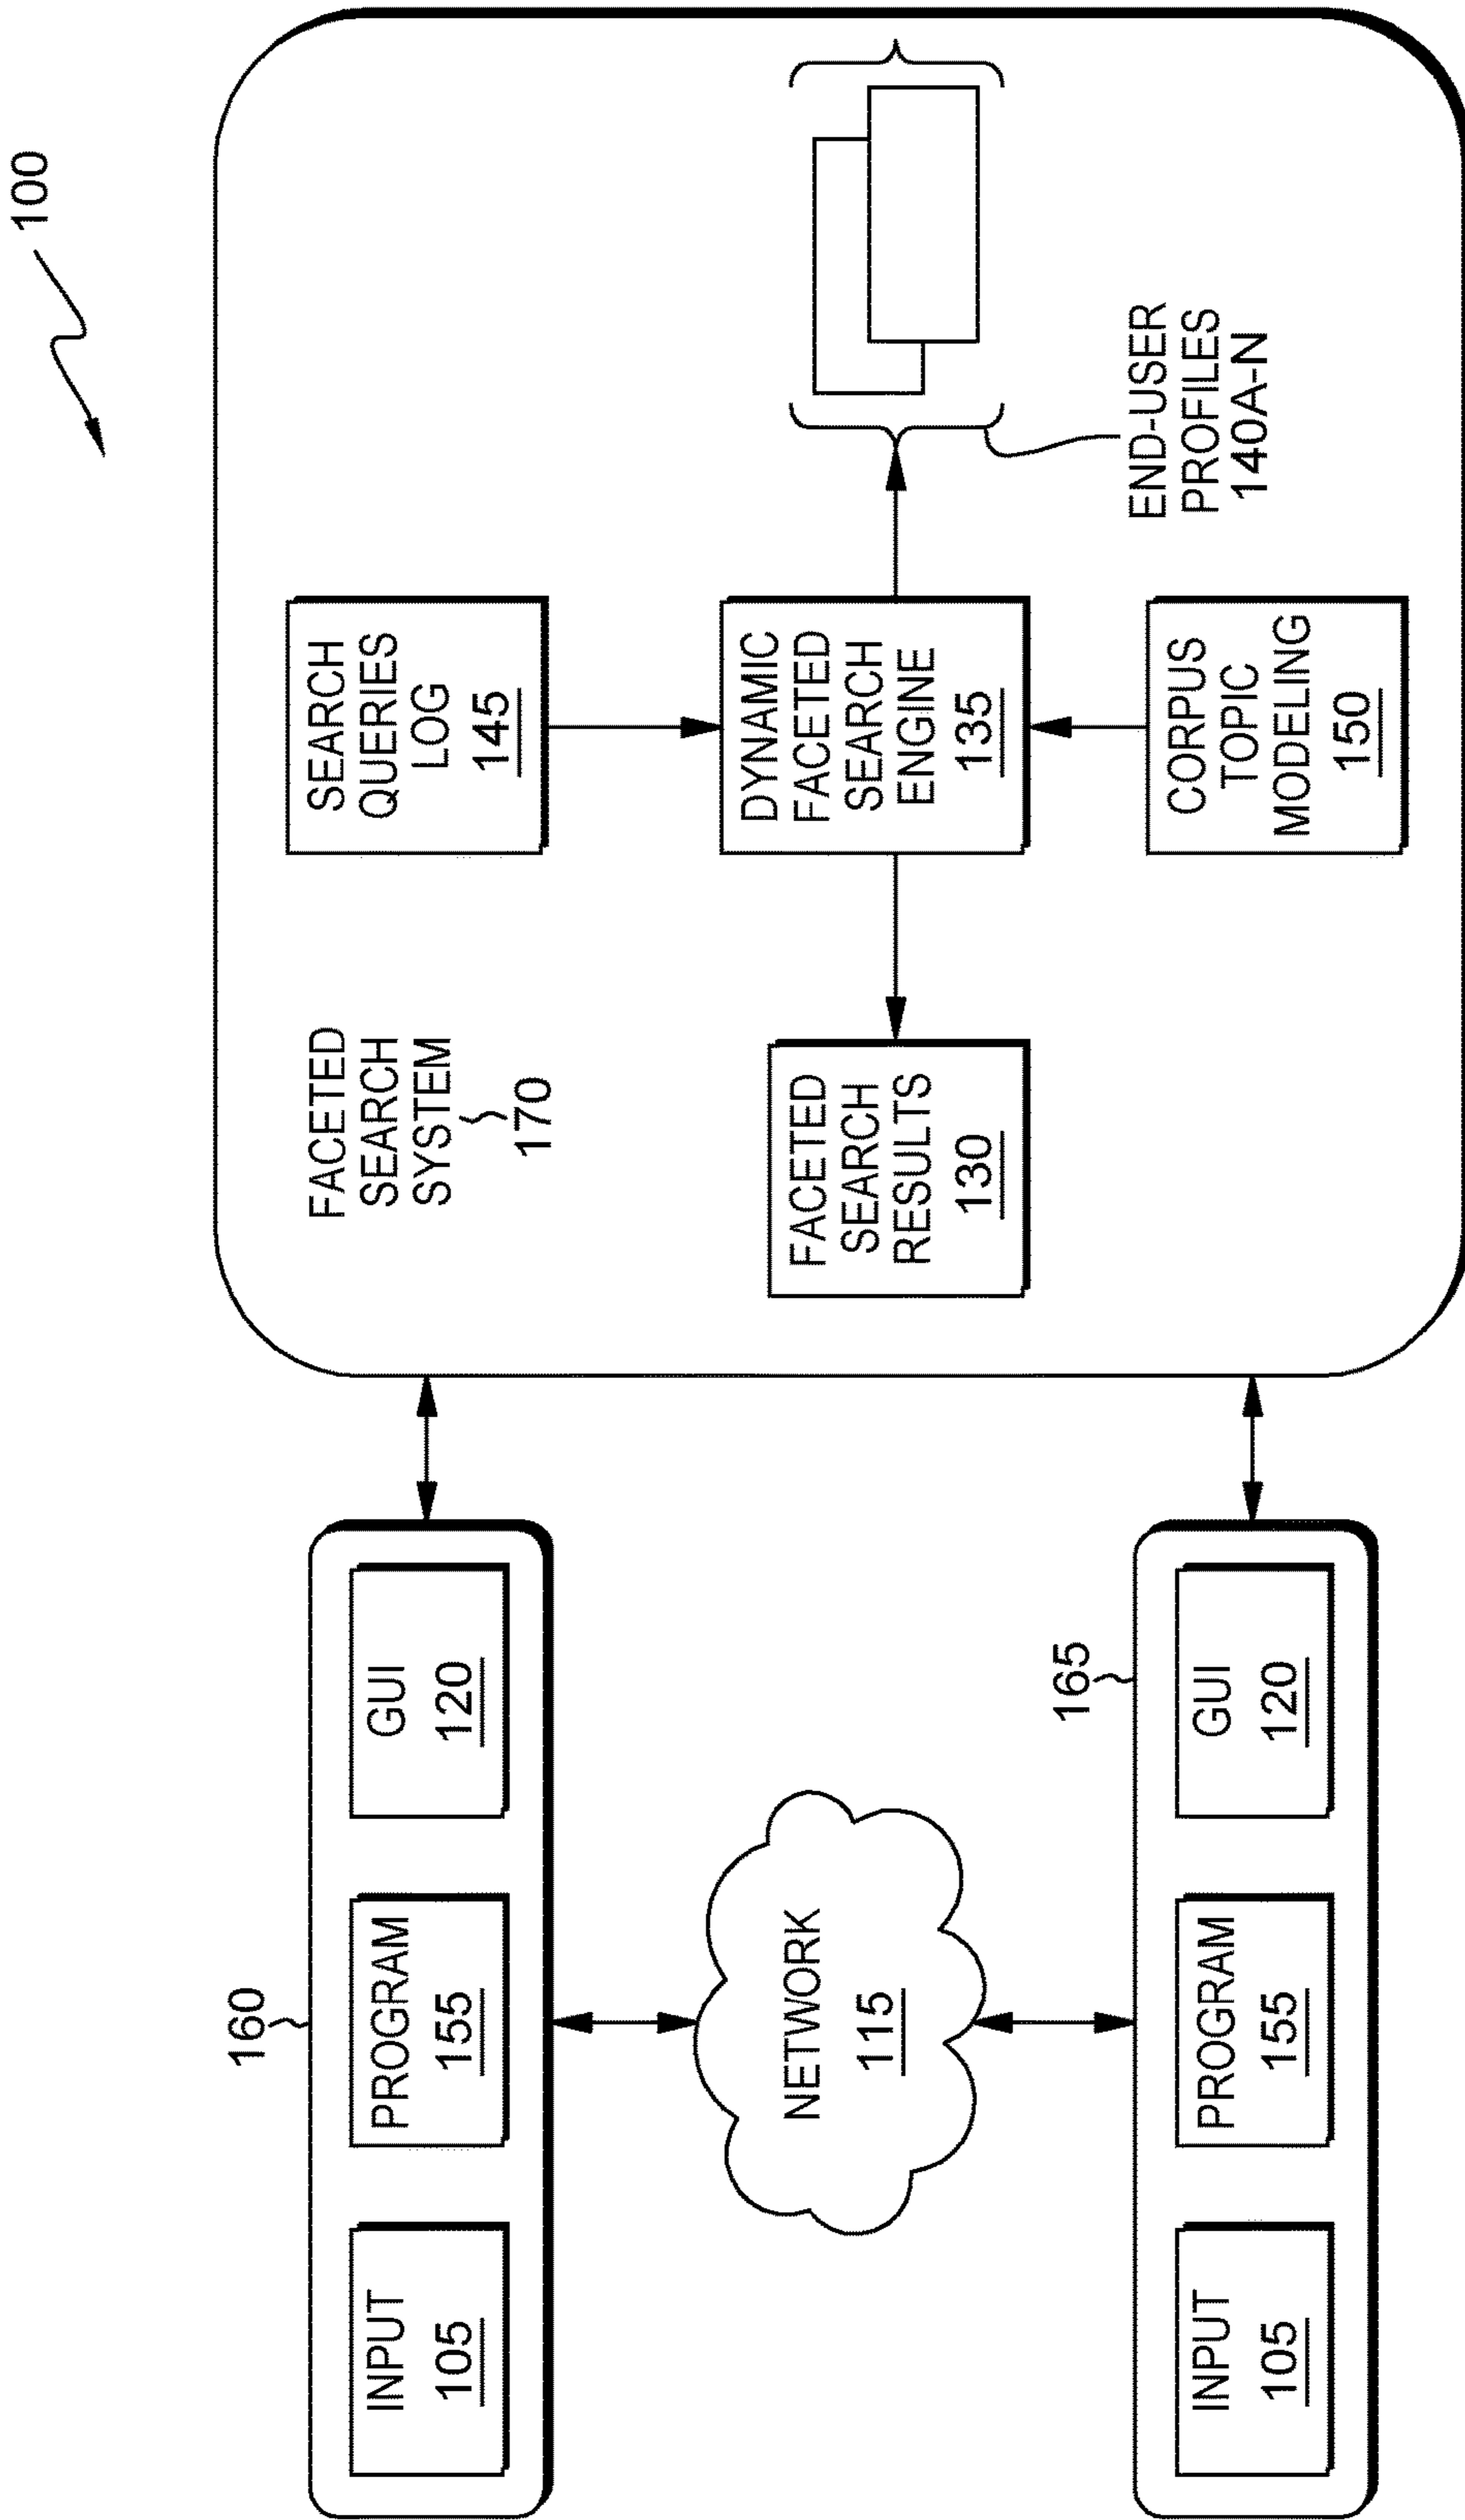 100
160
INPUT
105
PROGRAM
155
GUI
120
NETWORK
115
165
INPUT
105
PROGRAM
155
GUI
120
FACETED
SEARCH
SYSTEM
170
SEARCH
QUERIES
LOG
145
FACETED
SEARCH
RESULTS
130
DYNAMIC
FACETED
SEARCH
ENGINE
135
END-USER
PROFILES
140A-N
CORPUS
TOPIC
MODELING
150